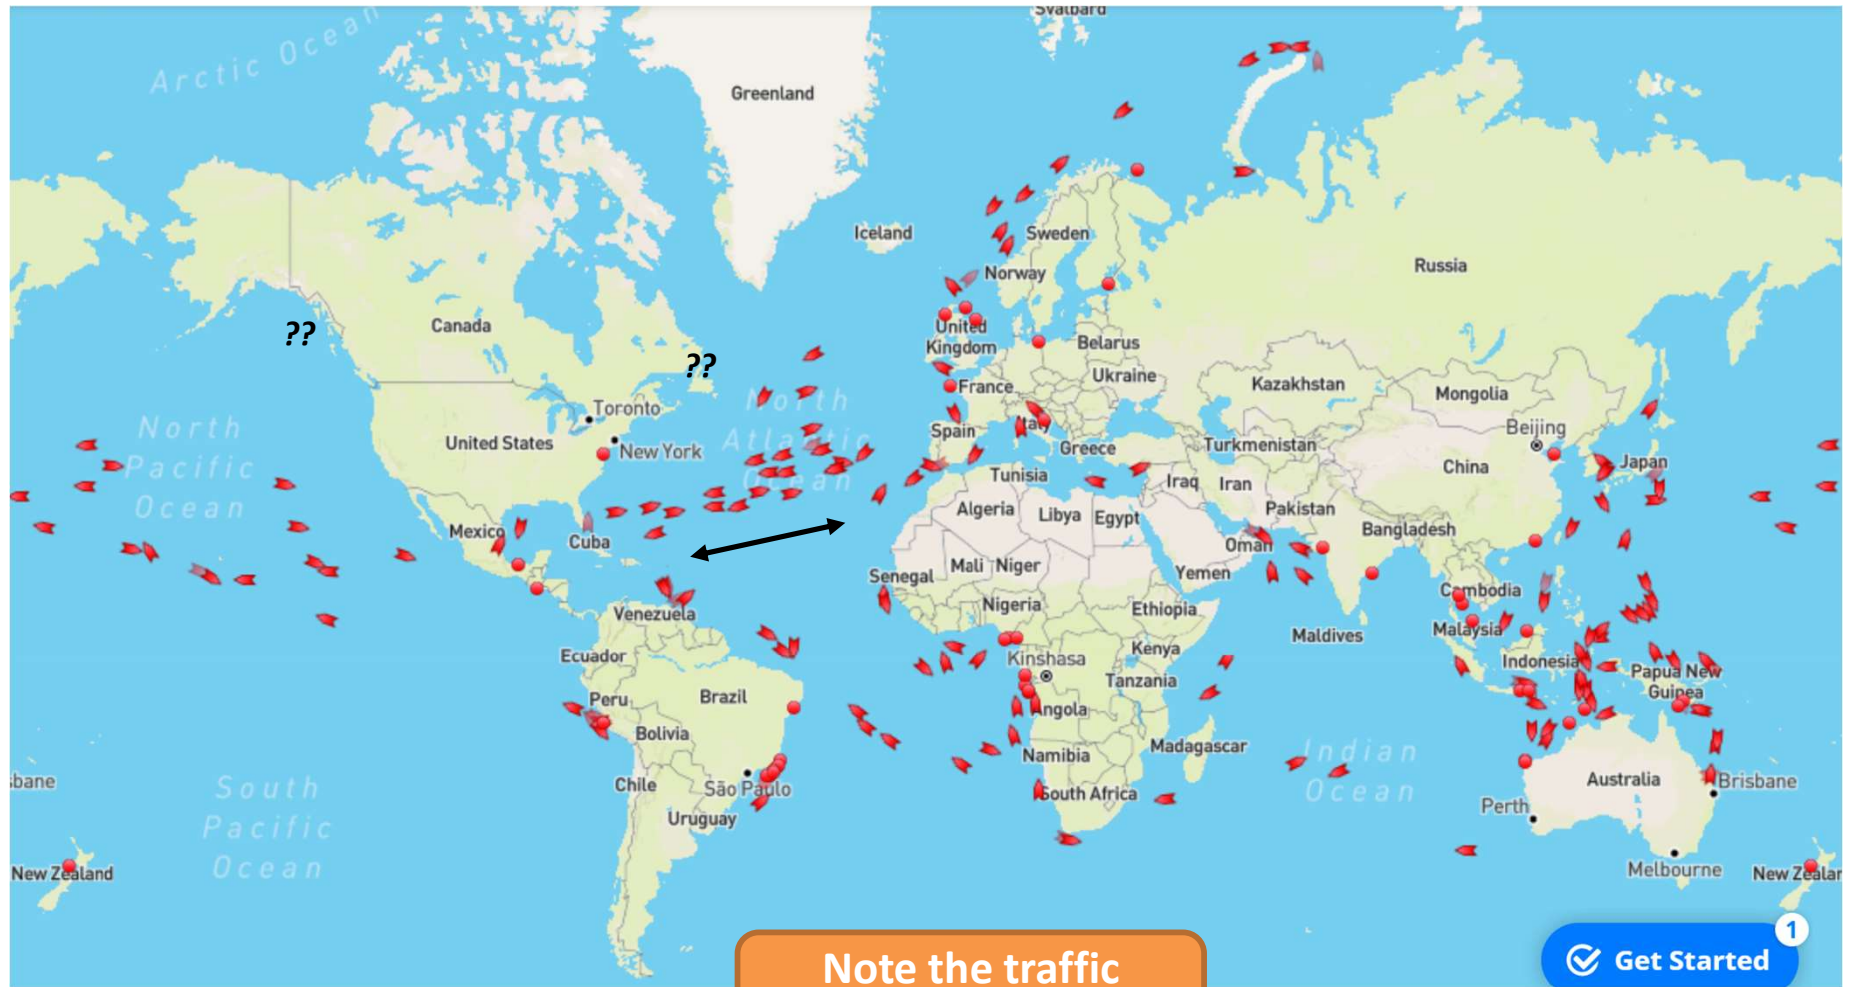 Svalbard
Arctic Ocean
Greenland
Iceland
Sweden
Norway
Russia
??
Canada
??
United
Kingdom
Belarus
Ukraine
France
Kazakhstan
Mongolia
Toronto
North
Pacific
Ocean
United States
New York
North
Atlantic
Ocean
Spain
Italy
Greece
Turkmenistan
Beijing
China
Japan
Tunisia
Iraq
Iran
Algeria
Libya
Egypt
Pakistan
Bangladesh
Mexico
Cuba
Oman
Senegal
Mali
Niger
Yemen
Cambodia
Venezuela
Nigeria
Ethiopia
Maldives
Malaysia
Ecuador
Kinshasa
Kenya
Indonesia
Peru
Brazil
Tanzania
Papua New
Guinea
Angola
Bolivia
Namibia
Madagascar
Indian
Ocean
sbane
South
Pacific
Ocean
Chile
São Paulo
South Africa
Australia
Brisbane
Uruguay
Perth
New Zealand
Melbourne
New Zealan
Note the traffic
1
Get Started